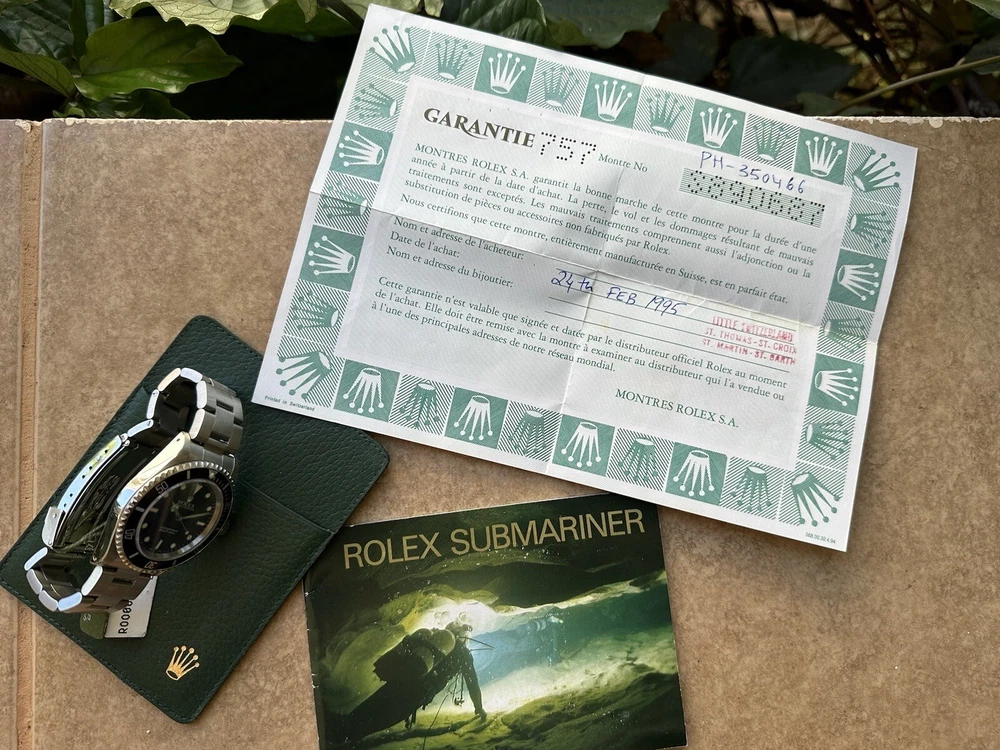 GARANTIE 757 Montre No PH-350466
MONTRES ROLEX S.A. garantit la bonne marche de cette montre pour la durée d'une
année à partir de la date d'achat. La perte, le vol et les dommages résultant de mauvais
traitements sont exceptés. Les mauvais traitements comprennent aussi l'adjonction ou la
substitution de pièces ou accessoires non fabriqués par Rolex.
Nous certifions que cette montre, entièrement manufacturée en Suisse, est en parfait état.
Nom et adresse de l'acheteur:
Date de l'achat: 24th FEB 1995
Nom et adresse du bijoutier:
LITTLE SWITZERLAND
ST. THOMAS-ST. CROIX
ST. MARTIN-ST. BARTH
Cette garantie n'est valable que signée et datée par le distributeur officiel Rolex au moment
de l'achat. Elle doit être remise avec la montre à examiner au distributeur qui l'a vendue ou
à l'une des principales adresses de notre réseau mondial.
MONTRES ROLEX S.A.
Printed in Switzerland
ROLEX SUBMARINER
50